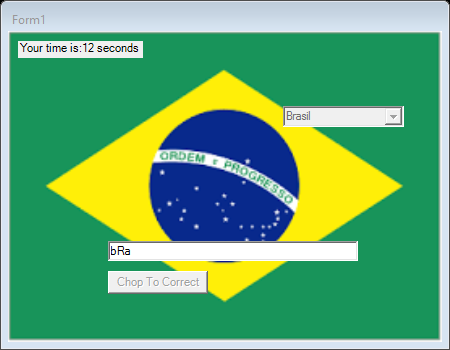 Form1
Your time is:12 seconds
Brasil
ORDEM E PROGRESSO
bRa
Chop To Correct